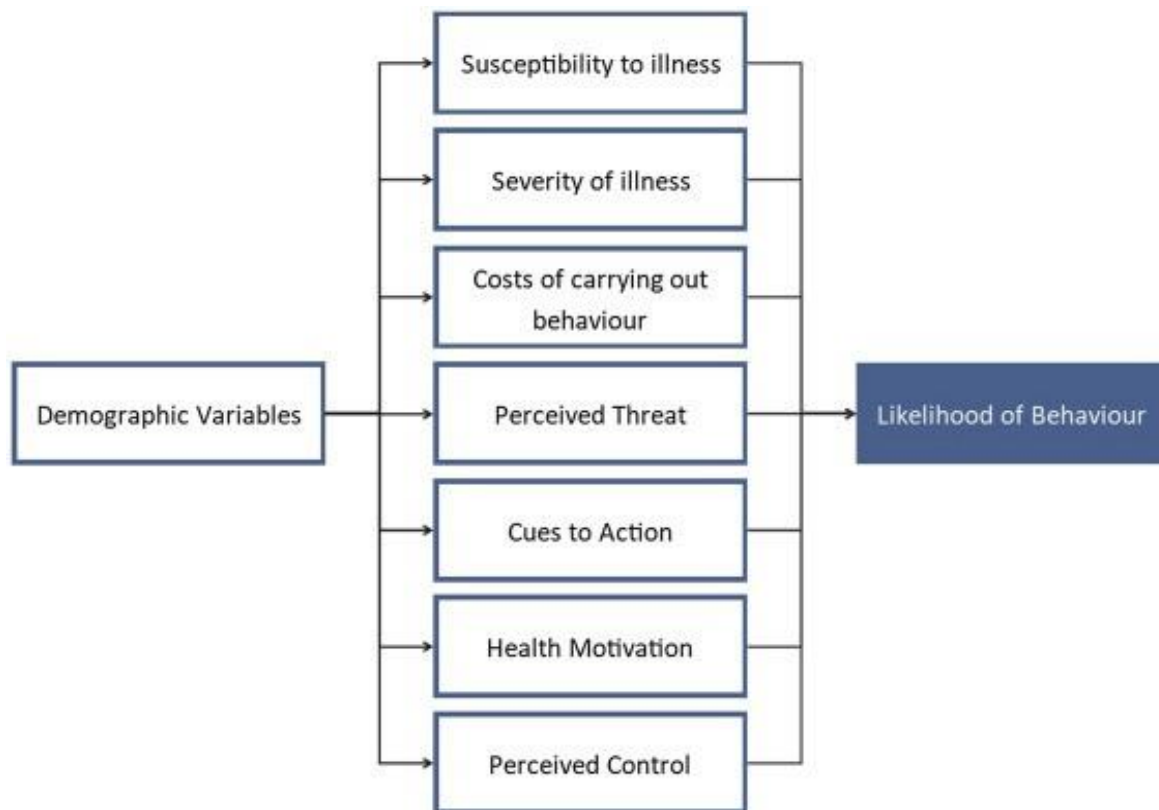 Susceptibility to illness
Severity of illness
Costs of carrying out
behaviour
Demographic Variables
Perceived Threat
Likelihood of Behaviour
Cues to Action
Health Motivation
Perceived Control